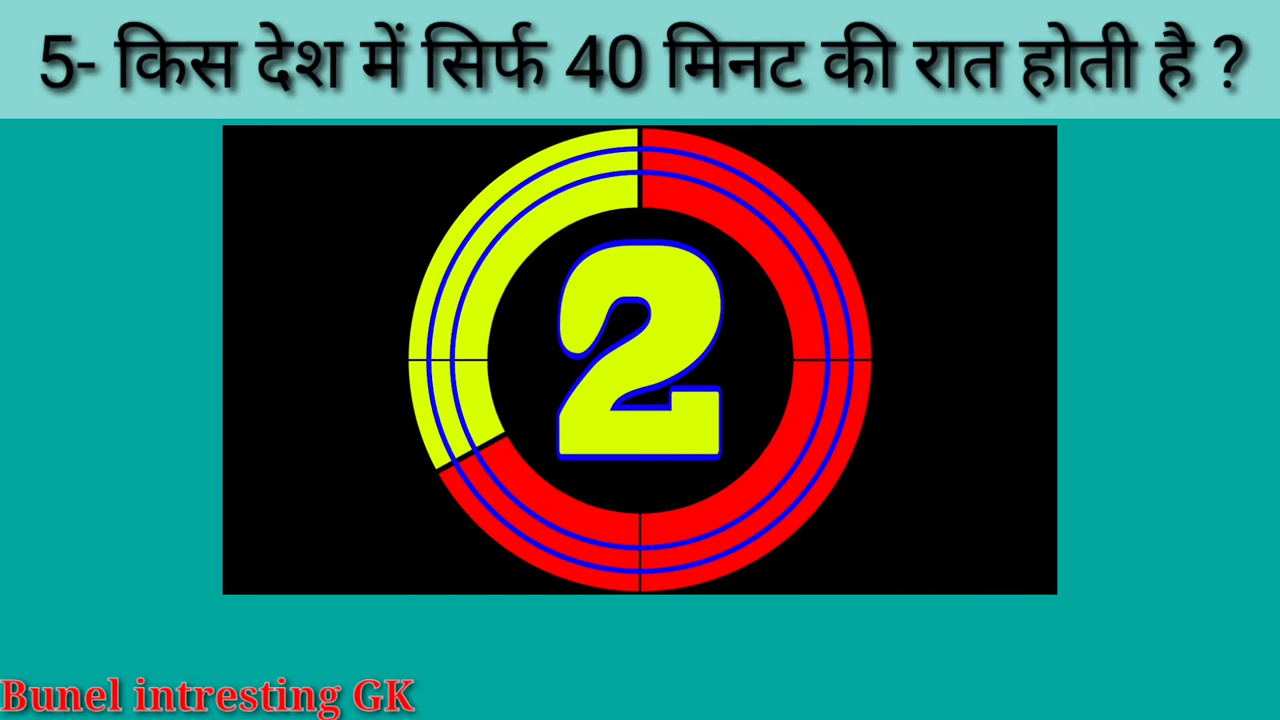 5- किस देश में सिर्फ 40 मिनट की रात होती है ?
2
Bunel intresting GK